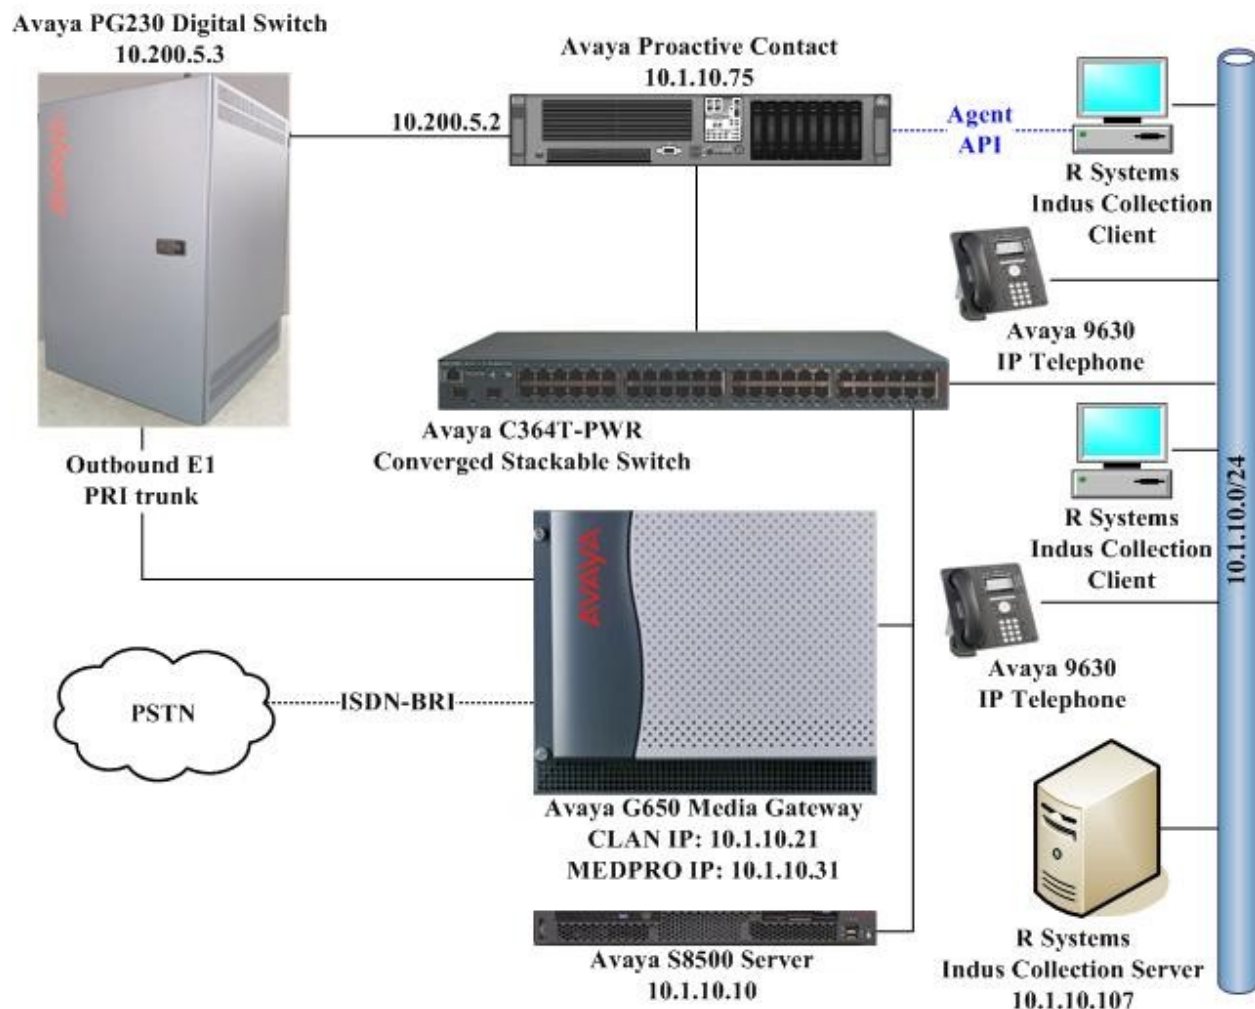 Avaya PG230 Digital Switch
10.200.5.3
Avaya Proactive Contact
10.1.10.75
10.200.5.2
Agent
API
R Systems
Indus Collection
Client
Avaya 9630
IP Telephone
Avaya C364T-PWR
Converged Stackable Switch
Outbound E1
PRI trunk
R Systems
Indus Collection
Client
10.1.10.0/24
AVAYA
PSTN
ISDN-BRI
Avaya 9630
IP Telephone
Avaya G650 Media Gateway
CLAN IP: 10.1.10.21
MEDPRO IP: 10.1.10.31
Avaya S8500 Server
10.1.10.10
R Systems
Indus Collection Server
10.1.10.107